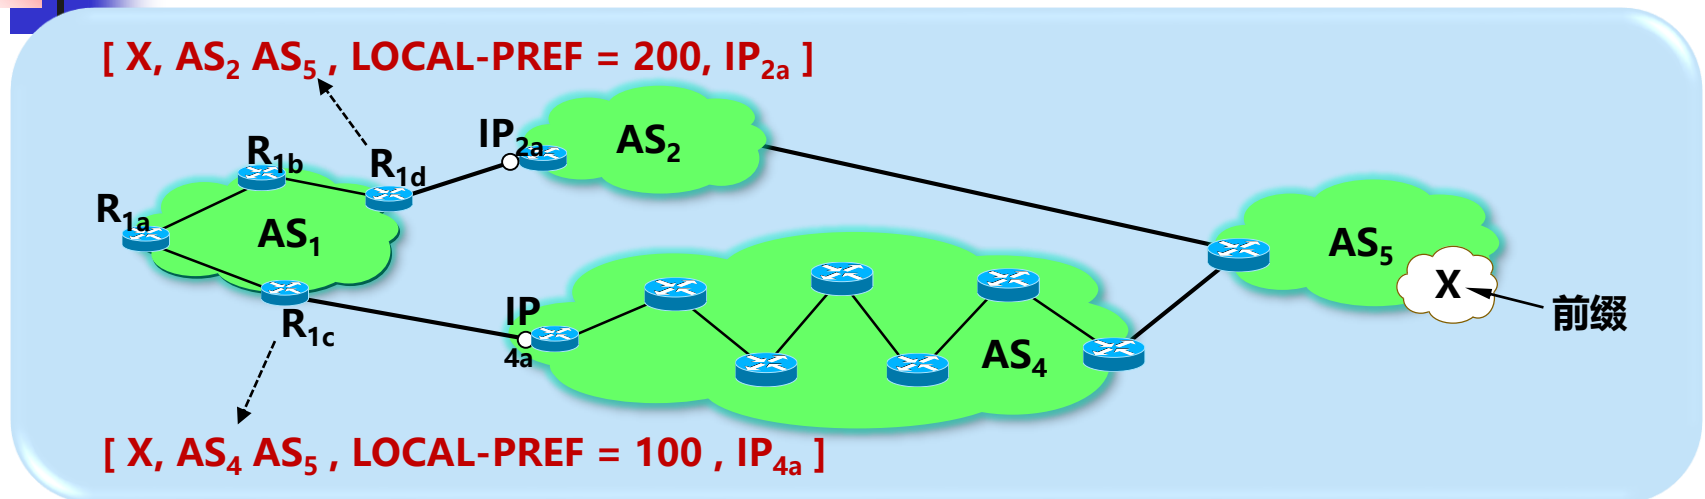 [ X, AS₂ AS₅ , LOCAL-PREF = 200, IP₂ₐ ]
IP₂ₐ
AS₂
R₁b
R₁d
R₁ₐ
AS₁
AS₅
X
前缀
IP
4a
R₁c
AS₄
[ X, AS₄ AS₅ , LOCAL-PREF = 100 , IP₄ₐ ]